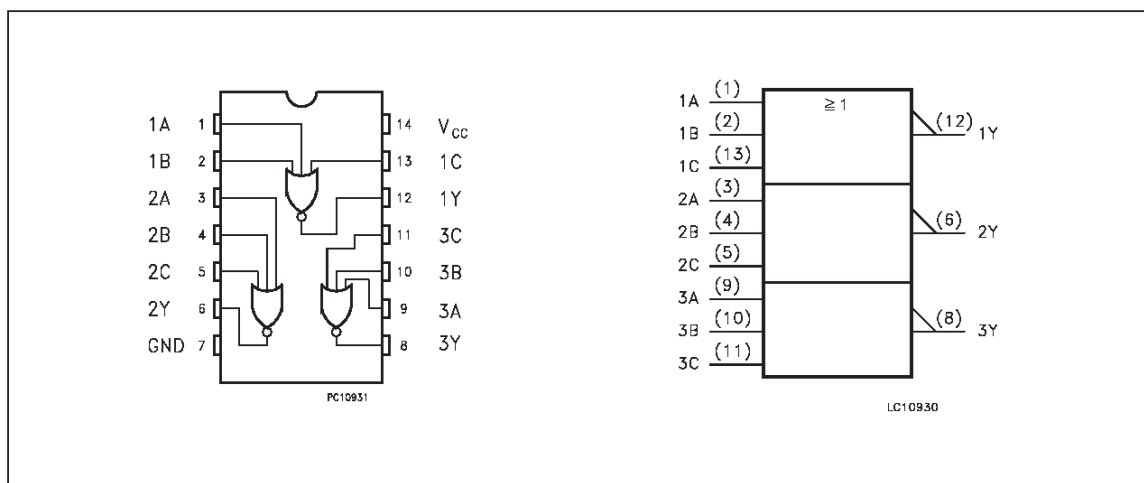 1A 1 14 VCC
1B 2 13 1C
2A 3 12 1Y
2B 4 11 3C
2C 5 10 3B
2Y 6 9 3A
GND 7 8 3Y
PC10931
≧ 1
1A (1)
1B (2)
1C (13)
2A (3)
2B (4)
2C (5)
3A (9)
3B (10)
3C (11)
(12) 1Y
(6) 2Y
(8) 3Y
LC10930